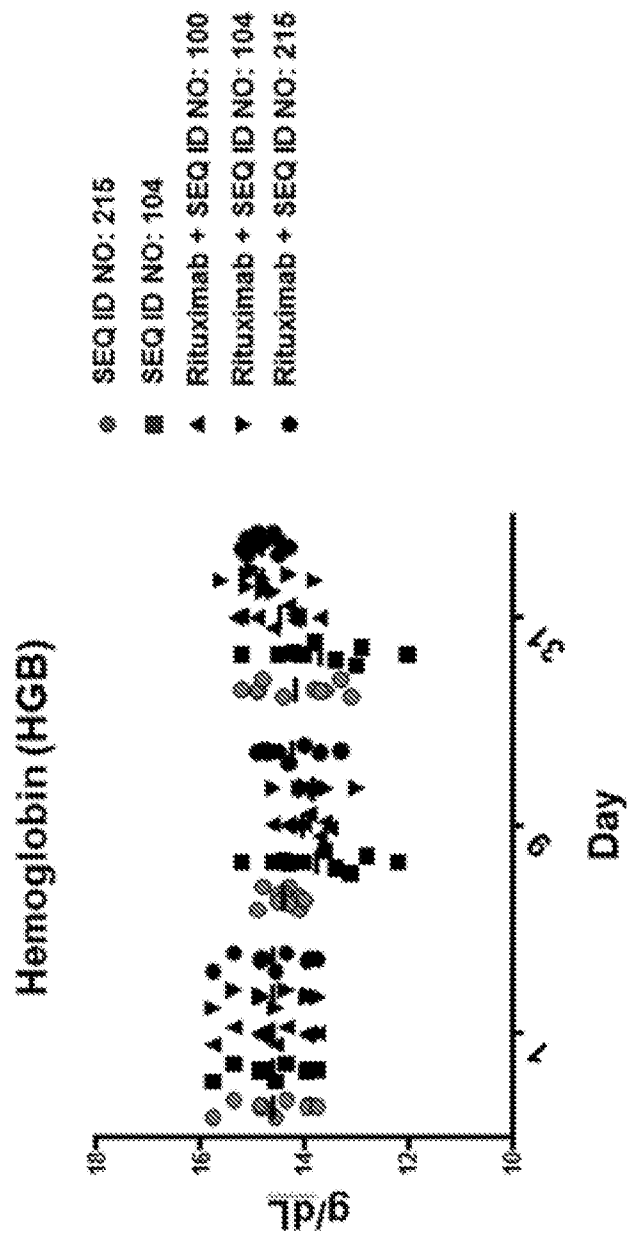 Hemoglobin (HGB)
18
16
14
12
10
g/dL
1
31
Day
SEQ ID NO: 215
SEQ ID NO: 104
Rituximab + SEQ ID NO: 100
Rituximab + SEQ ID NO: 104
Rituximab + SEQ ID NO: 215